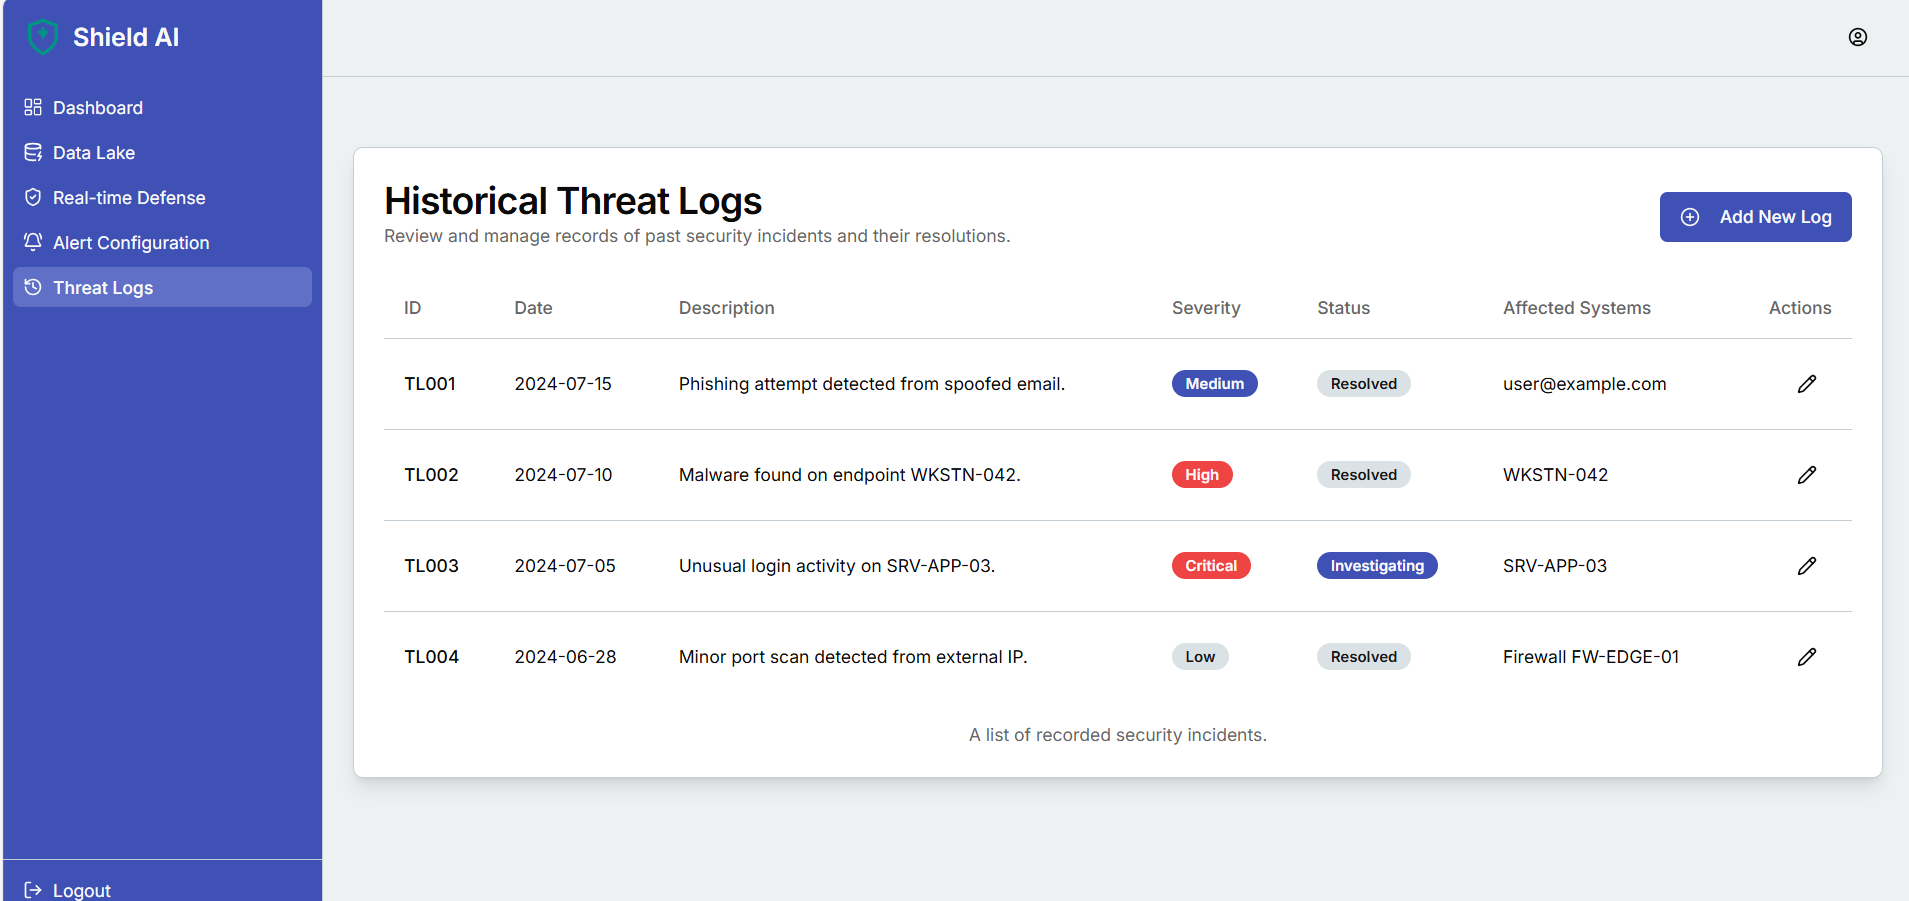 Shield AI
Dashboard
Data Lake
Real-time Defense
Alert Configuration
Threat Logs
Logout
Historical Threat Logs
Review and manage records of past security incidents and their resolutions.
Add New Log
ID Date Description Severity Status Affected Systems Actions
TL001 2024-07-15 Phishing attempt detected from spoofed email. Medium Resolved user@example.com
TL002 2024-07-10 Malware found on endpoint WKSTN-042. High Resolved WKSTN-042
TL003 2024-07-05 Unusual login activity on SRV-APP-03. Critical Investigating SRV-APP-03
TL004 2024-06-28 Minor port scan detected from external IP. Low Resolved Firewall FW-EDGE-01
A list of recorded security incidents.